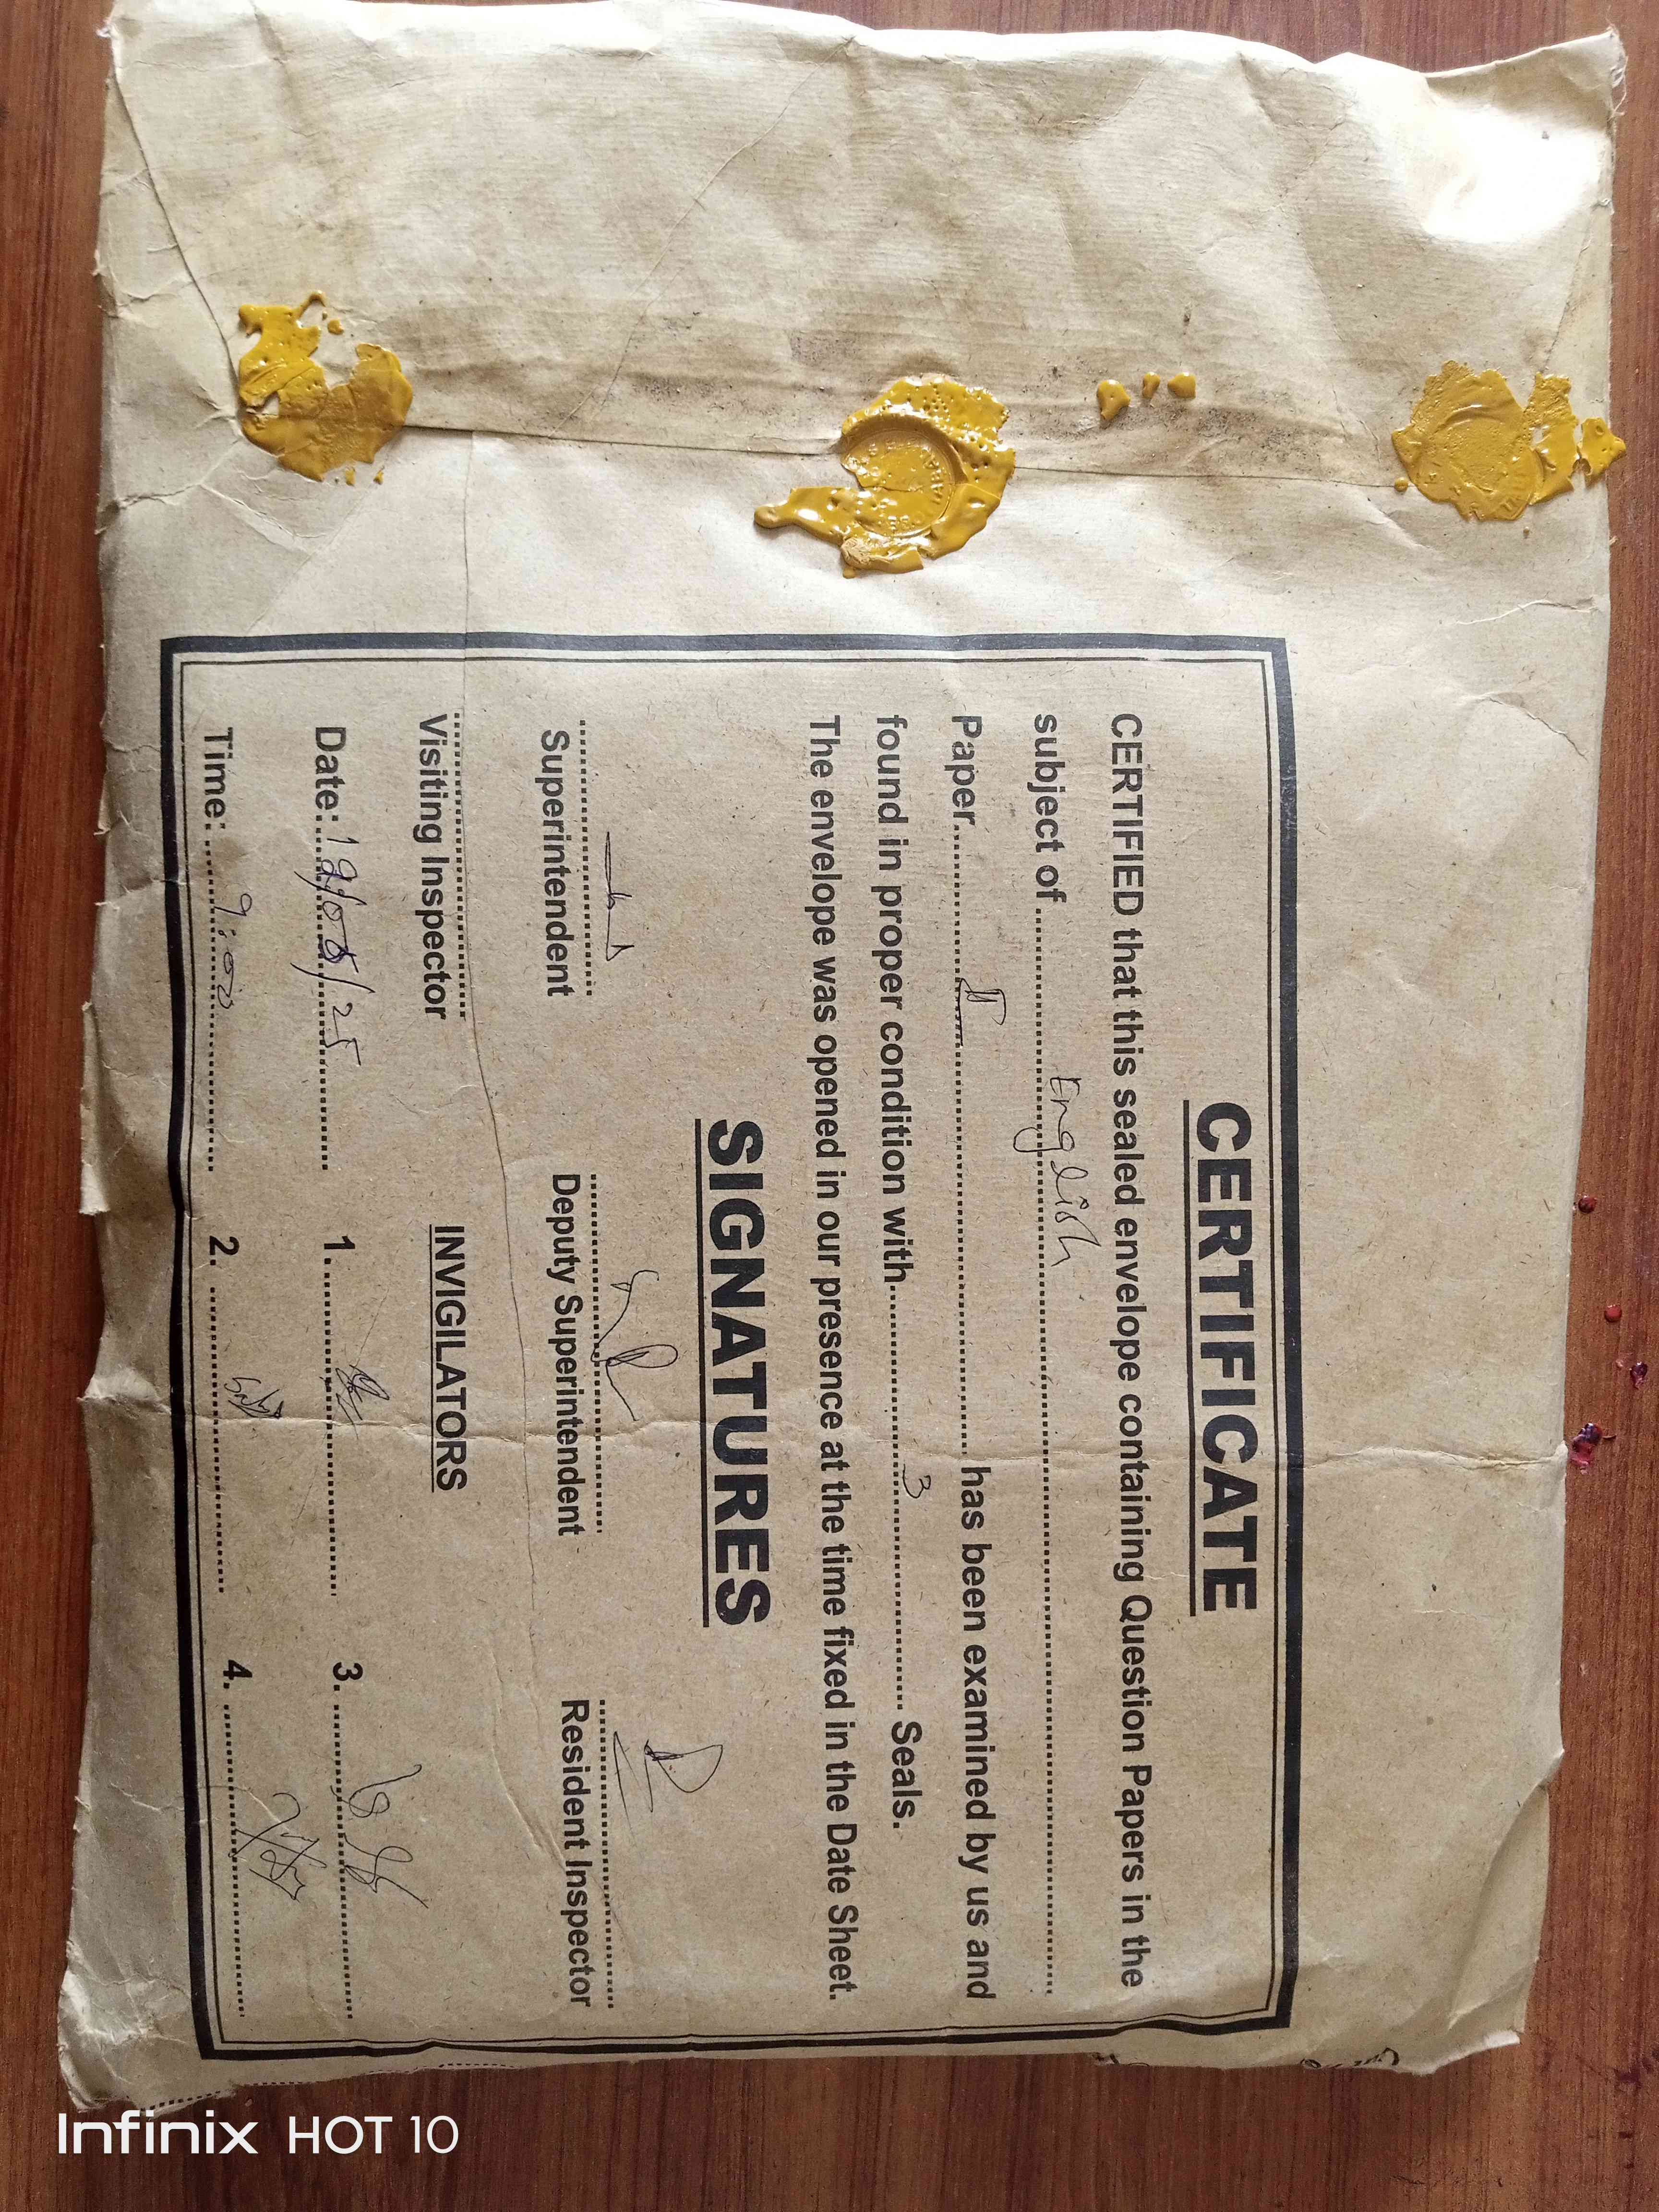 CERTIFICATE
CERTIFIED that this sealed envelope containing Question Papers in the
subject of English
Paper II has been examined by us and
found in proper condition with 3 Seals.
The envelope was opened in our presence at the time fixed in the Date Sheet.
SIGNATURES
Superintendent Deputy Superintendent Resident Inspector
Visiting Inspector INVIGILATORS
Date: 19/05/25 1. 3.
Time: 9:00 2. 4.
Infinix HOT 10